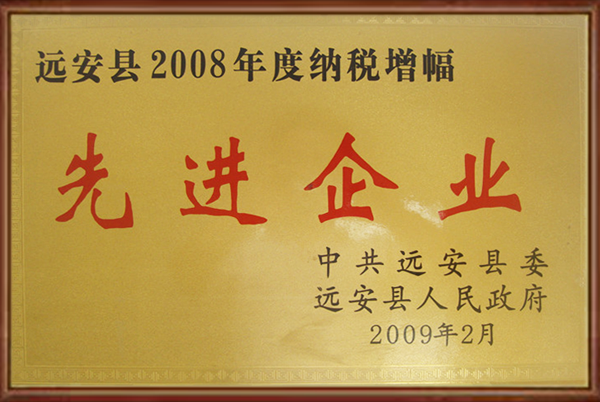 远安县2008年度纳税增幅
先进企业
中共远安县委
远安县人民政府
2009年2月